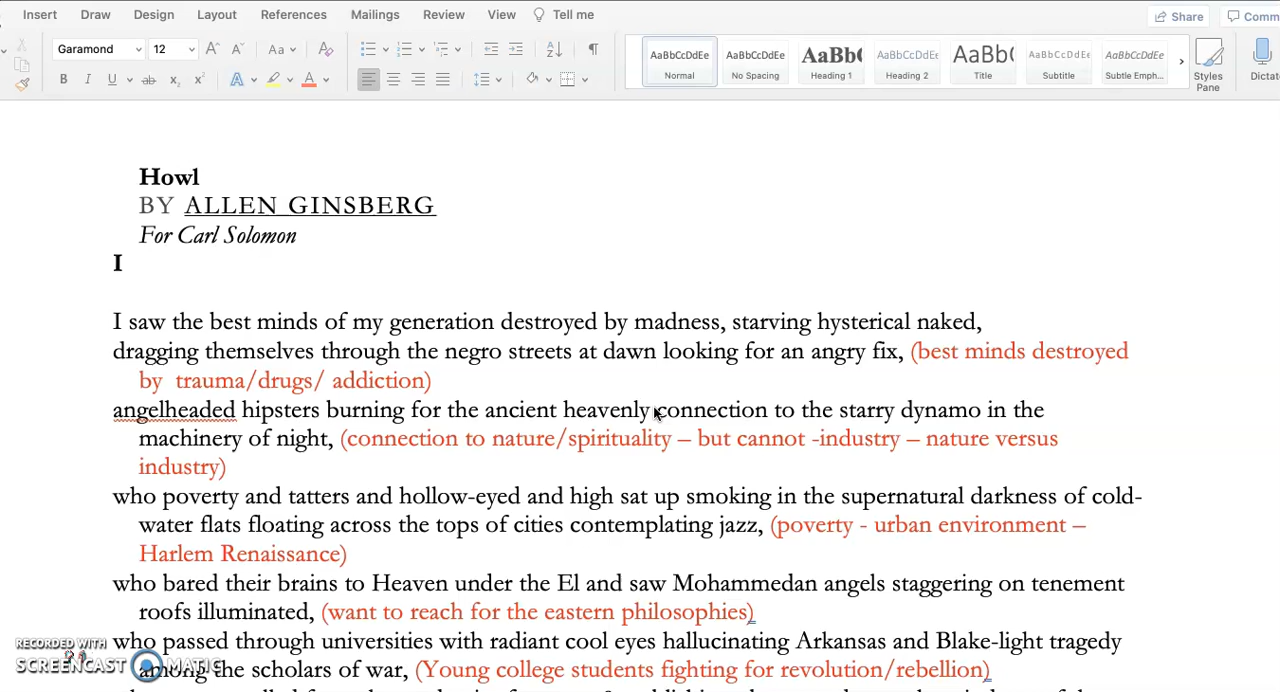 Insert Draw Design Layout References Mailings Review View Tell me Share Comm
Garamond 12 Aa AaBbCcDdEe AaBbCcDdEe AaBbC AaBbCcDdEe AaBbC AaBbCcDdEe AaBbCcDdEe
Normal No Spacing Heading 1 Heading 2 Title Subtitle Subtle Emph... Styles Pane Dictat
Howl
BY ALLEN GINSBERG
For Carl Solomon
I
I saw the best minds of my generation destroyed by madness, starving hysterical naked,
dragging themselves through the negro streets at dawn looking for an angry fix, (best minds destroyed
by trauma/drugs/ addiction)
angelheaded hipsters burning for the ancient heavenly connection to the starry dynamo in the
machinery of night, (connection to nature/spirituality – but cannot -industry – nature versus
industry)
who poverty and tatters and hollow-eyed and high sat up smoking in the supernatural darkness of cold-
water flats floating across the tops of cities contemplating jazz, (poverty - urban environment –
Harlem Renaissance)
who bared their brains to Heaven under the El and saw Mohammedan angels staggering on tenement
roofs illuminated, (want to reach for the eastern philosophies)
who passed through universities with radiant cool eyes hallucinating Arkansas and Blake-light tragedy
among the scholars of war, (Young college students fighting for revolution/rebellion)
RECORDED WITH
SCREENCAST MATIC